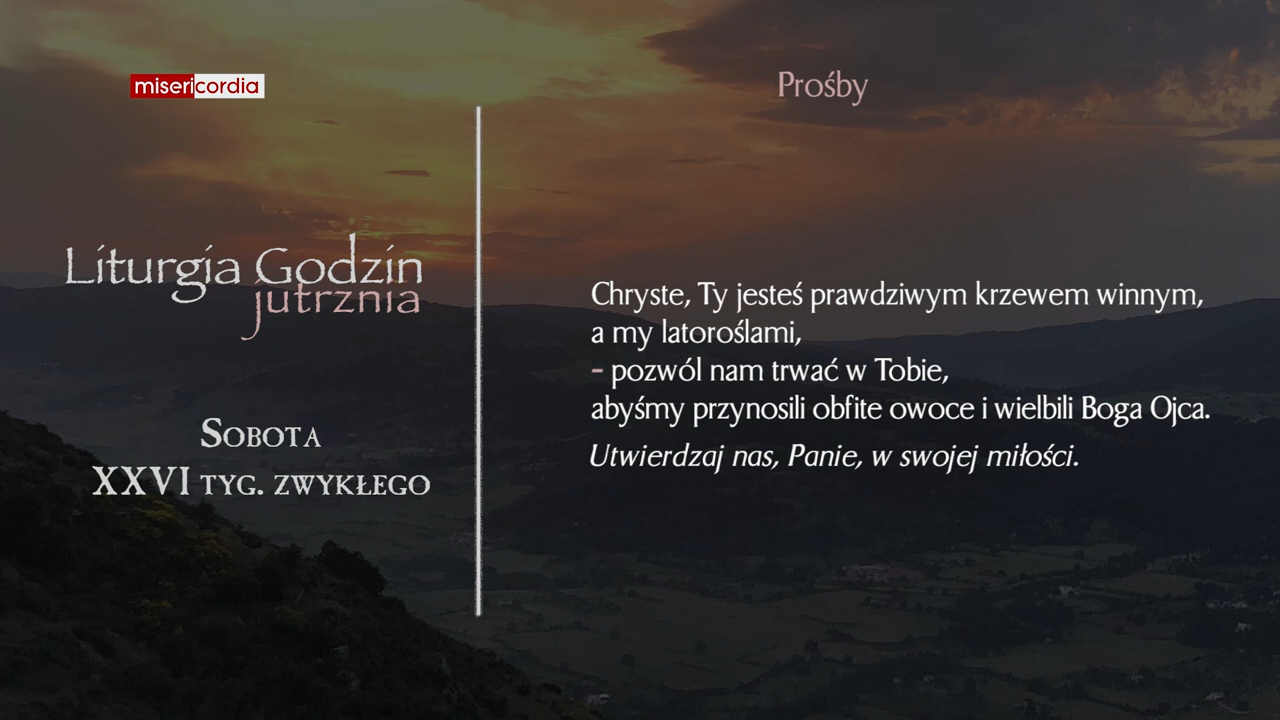 misericordia
Prośby
Liturgia Godzin
jutrznia
Sobota
XXVI tyg. zwykłego
Chryste, Ty jesteś prawdziwym krzewem winnym,
a my latoroślami,
- pozwól nam trwać w Tobie,
abyśmy przynosili obfite owoce i wielbili Boga Ojca.
Utwierdzaj nas, Panie, w swojej miłości.